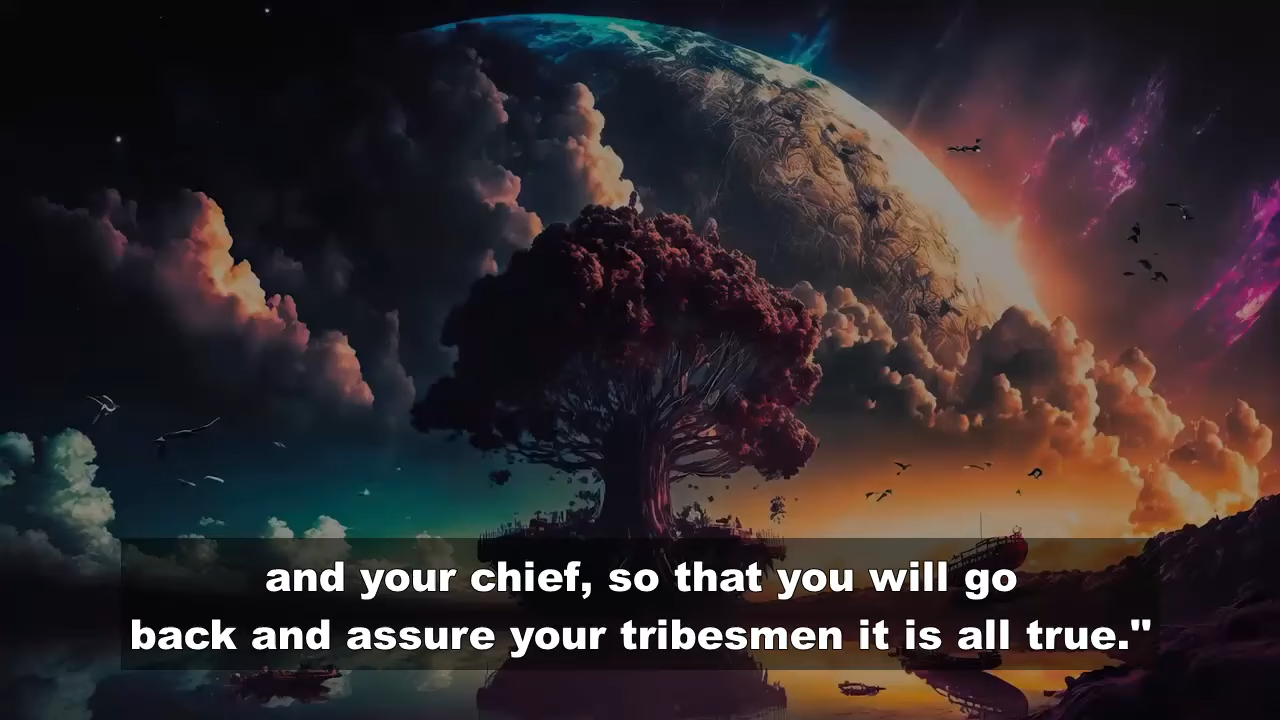 and your chief, so that you will go
back and assure your tribesmen it is all true."